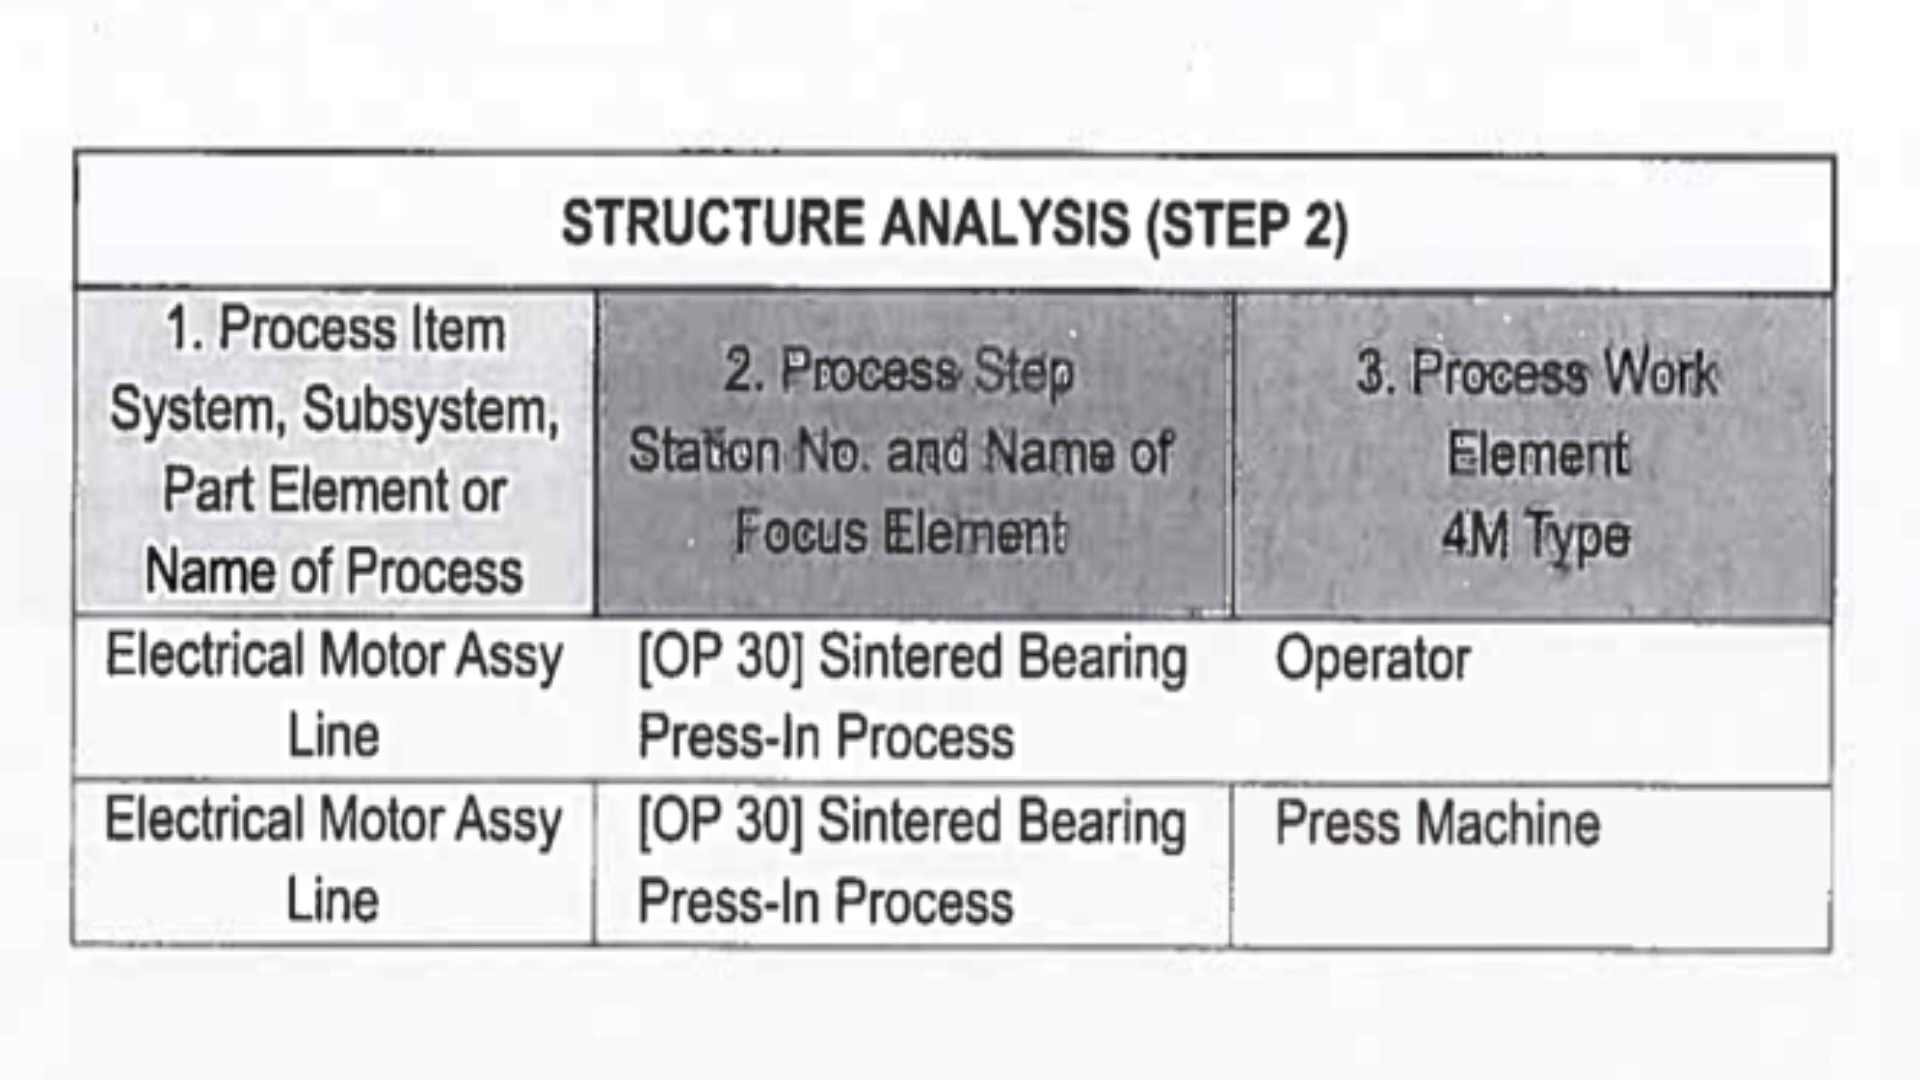 STRUCTURE ANALYSIS (STEP 2)
1. Process Item
System, Subsystem,
Part Element or
Name of Process
2. Process Step
Station No. and Name of
Focus Element
3. Process Work
Element
4M Type
Electrical Motor Assy
Line
[OP 30] Sintered Bearing
Press-In Process
Operator
Electrical Motor Assy
Line
[OP 30] Sintered Bearing
Press-In Process
Press Machine